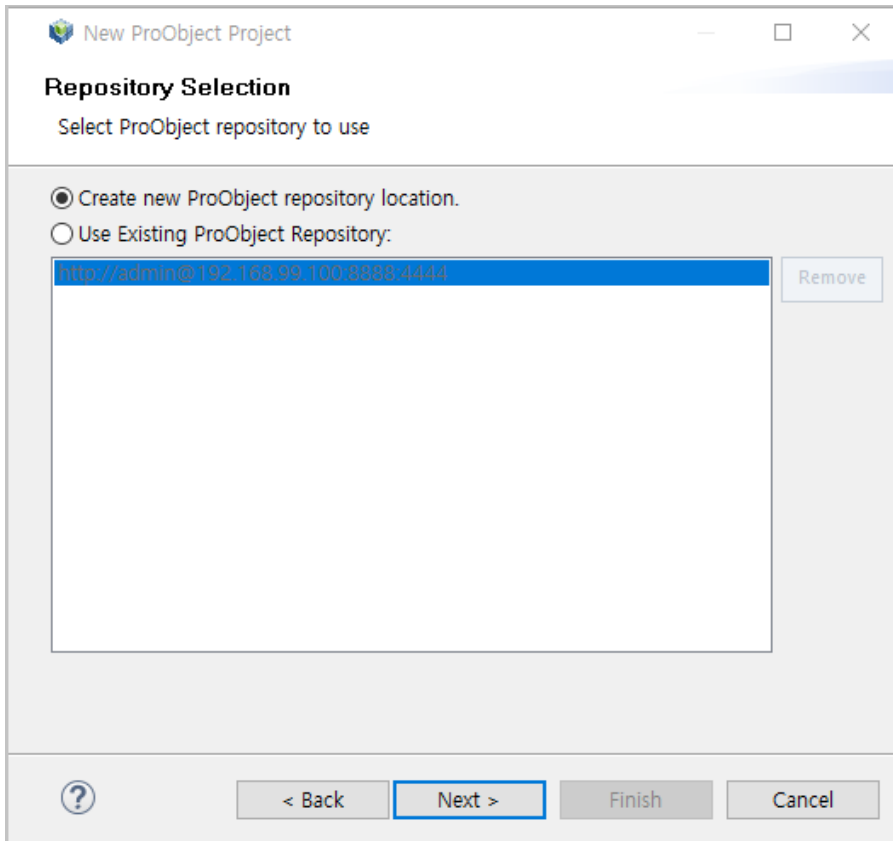 New ProObject Project
Repository Selection
Select ProObject repository to use
Create new ProObject repository location.
Use Existing ProObject Repository:
http://admin@192.168.99.100:8888:4444
Remove
?
< Back
Next >
Finish
Cancel